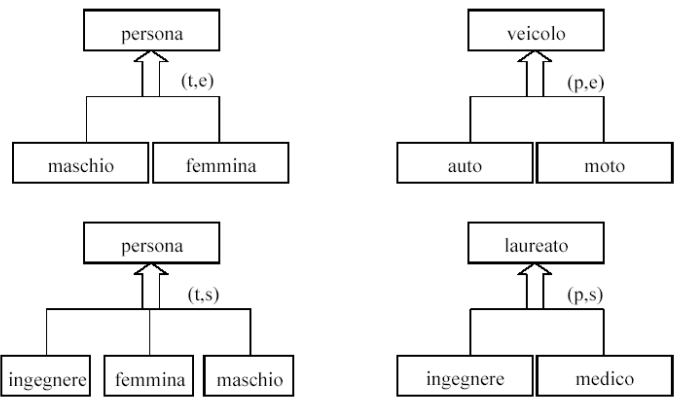 persona
(t,e)
maschio
femmina
veicolo
(p,e)
auto
moto
persona
(t,s)
ingegnere
femmina
maschio
laureato
(p,s)
ingegnere
medico